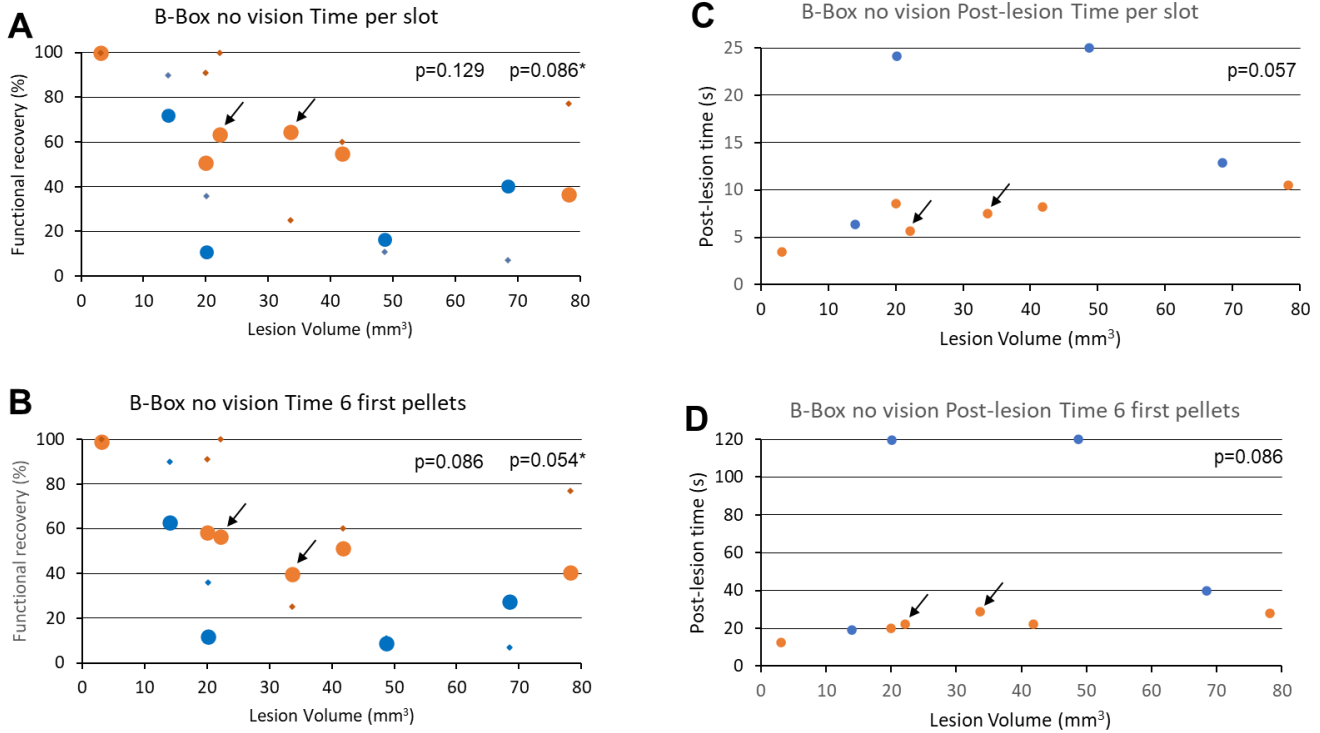 A
B-Box no vision Time per slot
Functional recovery (%)
100
80
60
40
20
0
p=0.129 p=0.086*
0 10 20 30 40 50 60 70 80
Lesion Volume (mm³)
C
B-Box no vision Post-lesion Time per slot
Post-lesion time (s)
25
20
15
10
5
0
p=0.057
0 10 20 30 40 50 60 70 80
Lesion Volume (mm³)
B
B-Box no vision Time 6 first pellets
Functional recovery (%)
100
80
60
40
20
0
p=0.086 p=0.054*
0 10 20 30 40 50 60 70 80
Lesion Volume (mm³)
D
B-Box no vision Post-lesion Time 6 first pellets
Post-lesion time (s)
120
100
80
60
40
20
0
p=0.086
0 10 20 30 40 50 60 70 80
Lesion Volume (mm³)